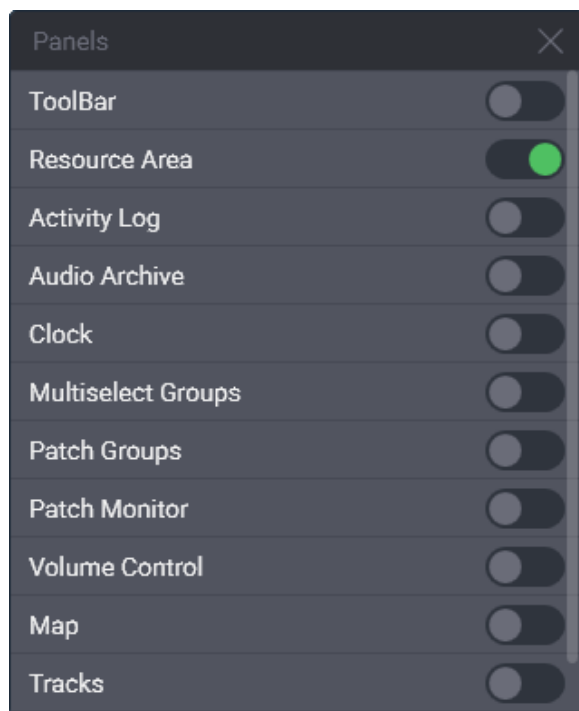 Panels
ToolBar
Resource Area
Activity Log
Audio Archive
Clock
Multiselect Groups
Patch Groups
Patch Monitor
Volume Control
Map
Tracks